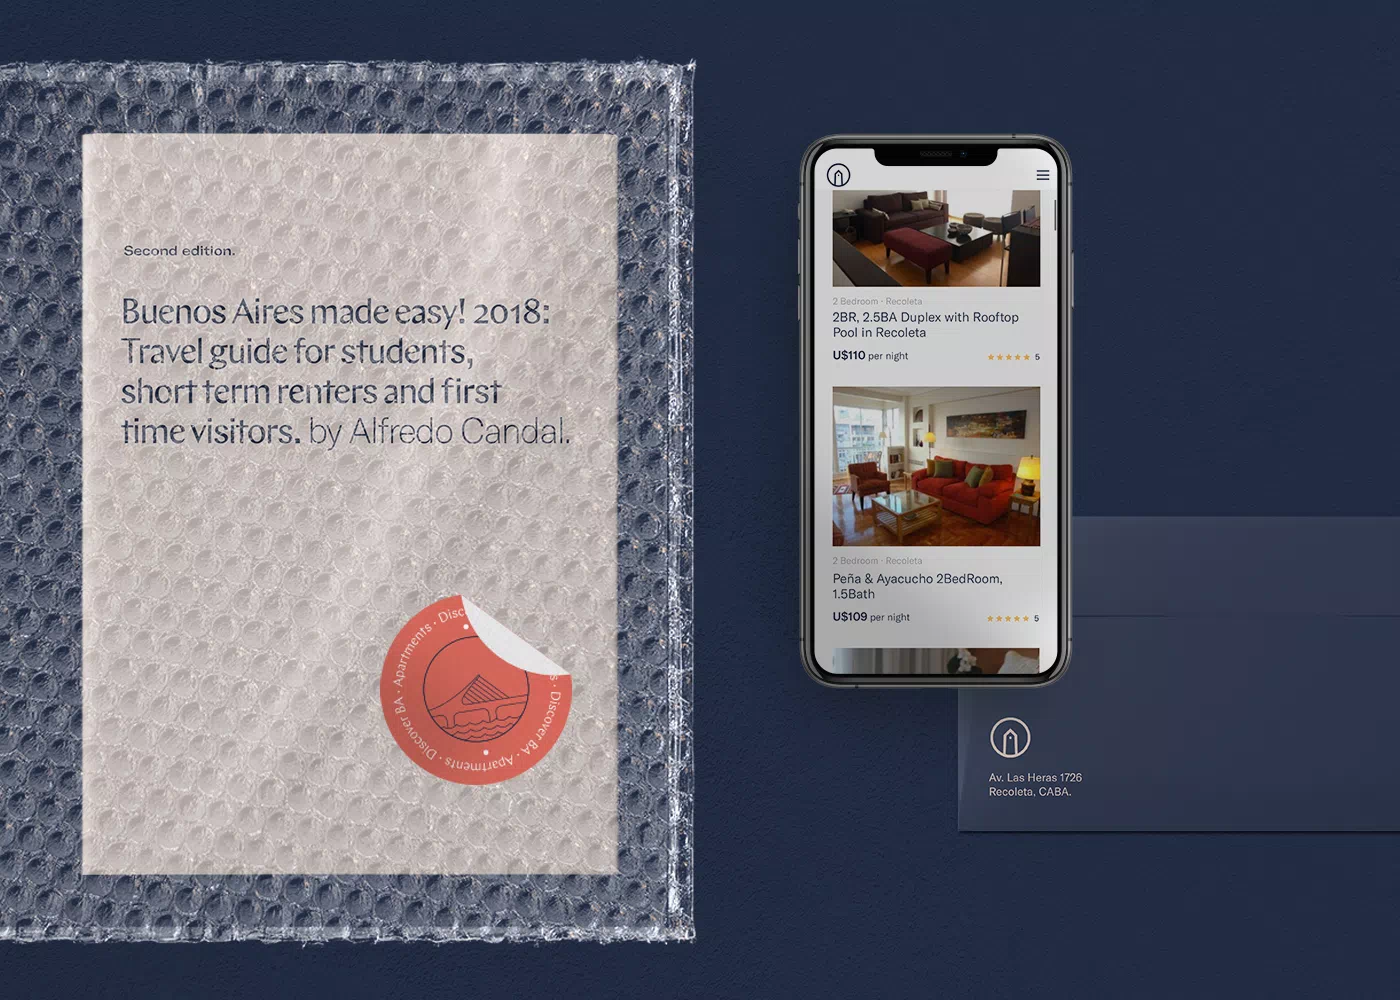 Second edition.
Buenos Aires made easy! 2018:
Travel guide for students,
short term renters and first
time visitors. by Alfredo Candal.
Apartments · Disc
s · Discover BA · Apartments · Discover BA ·
2 Bedroom · Recoleta
2BR, 2.5BA Duplex with Rooftop
Pool in Recoleta
U$110 per night
5
2 Bedroom · Recoleta
Peña & Ayacucho 2BedRoom,
1.5Bath
U$109 per night
5
Av. Las Heras 1726
Recoleta, CABA.